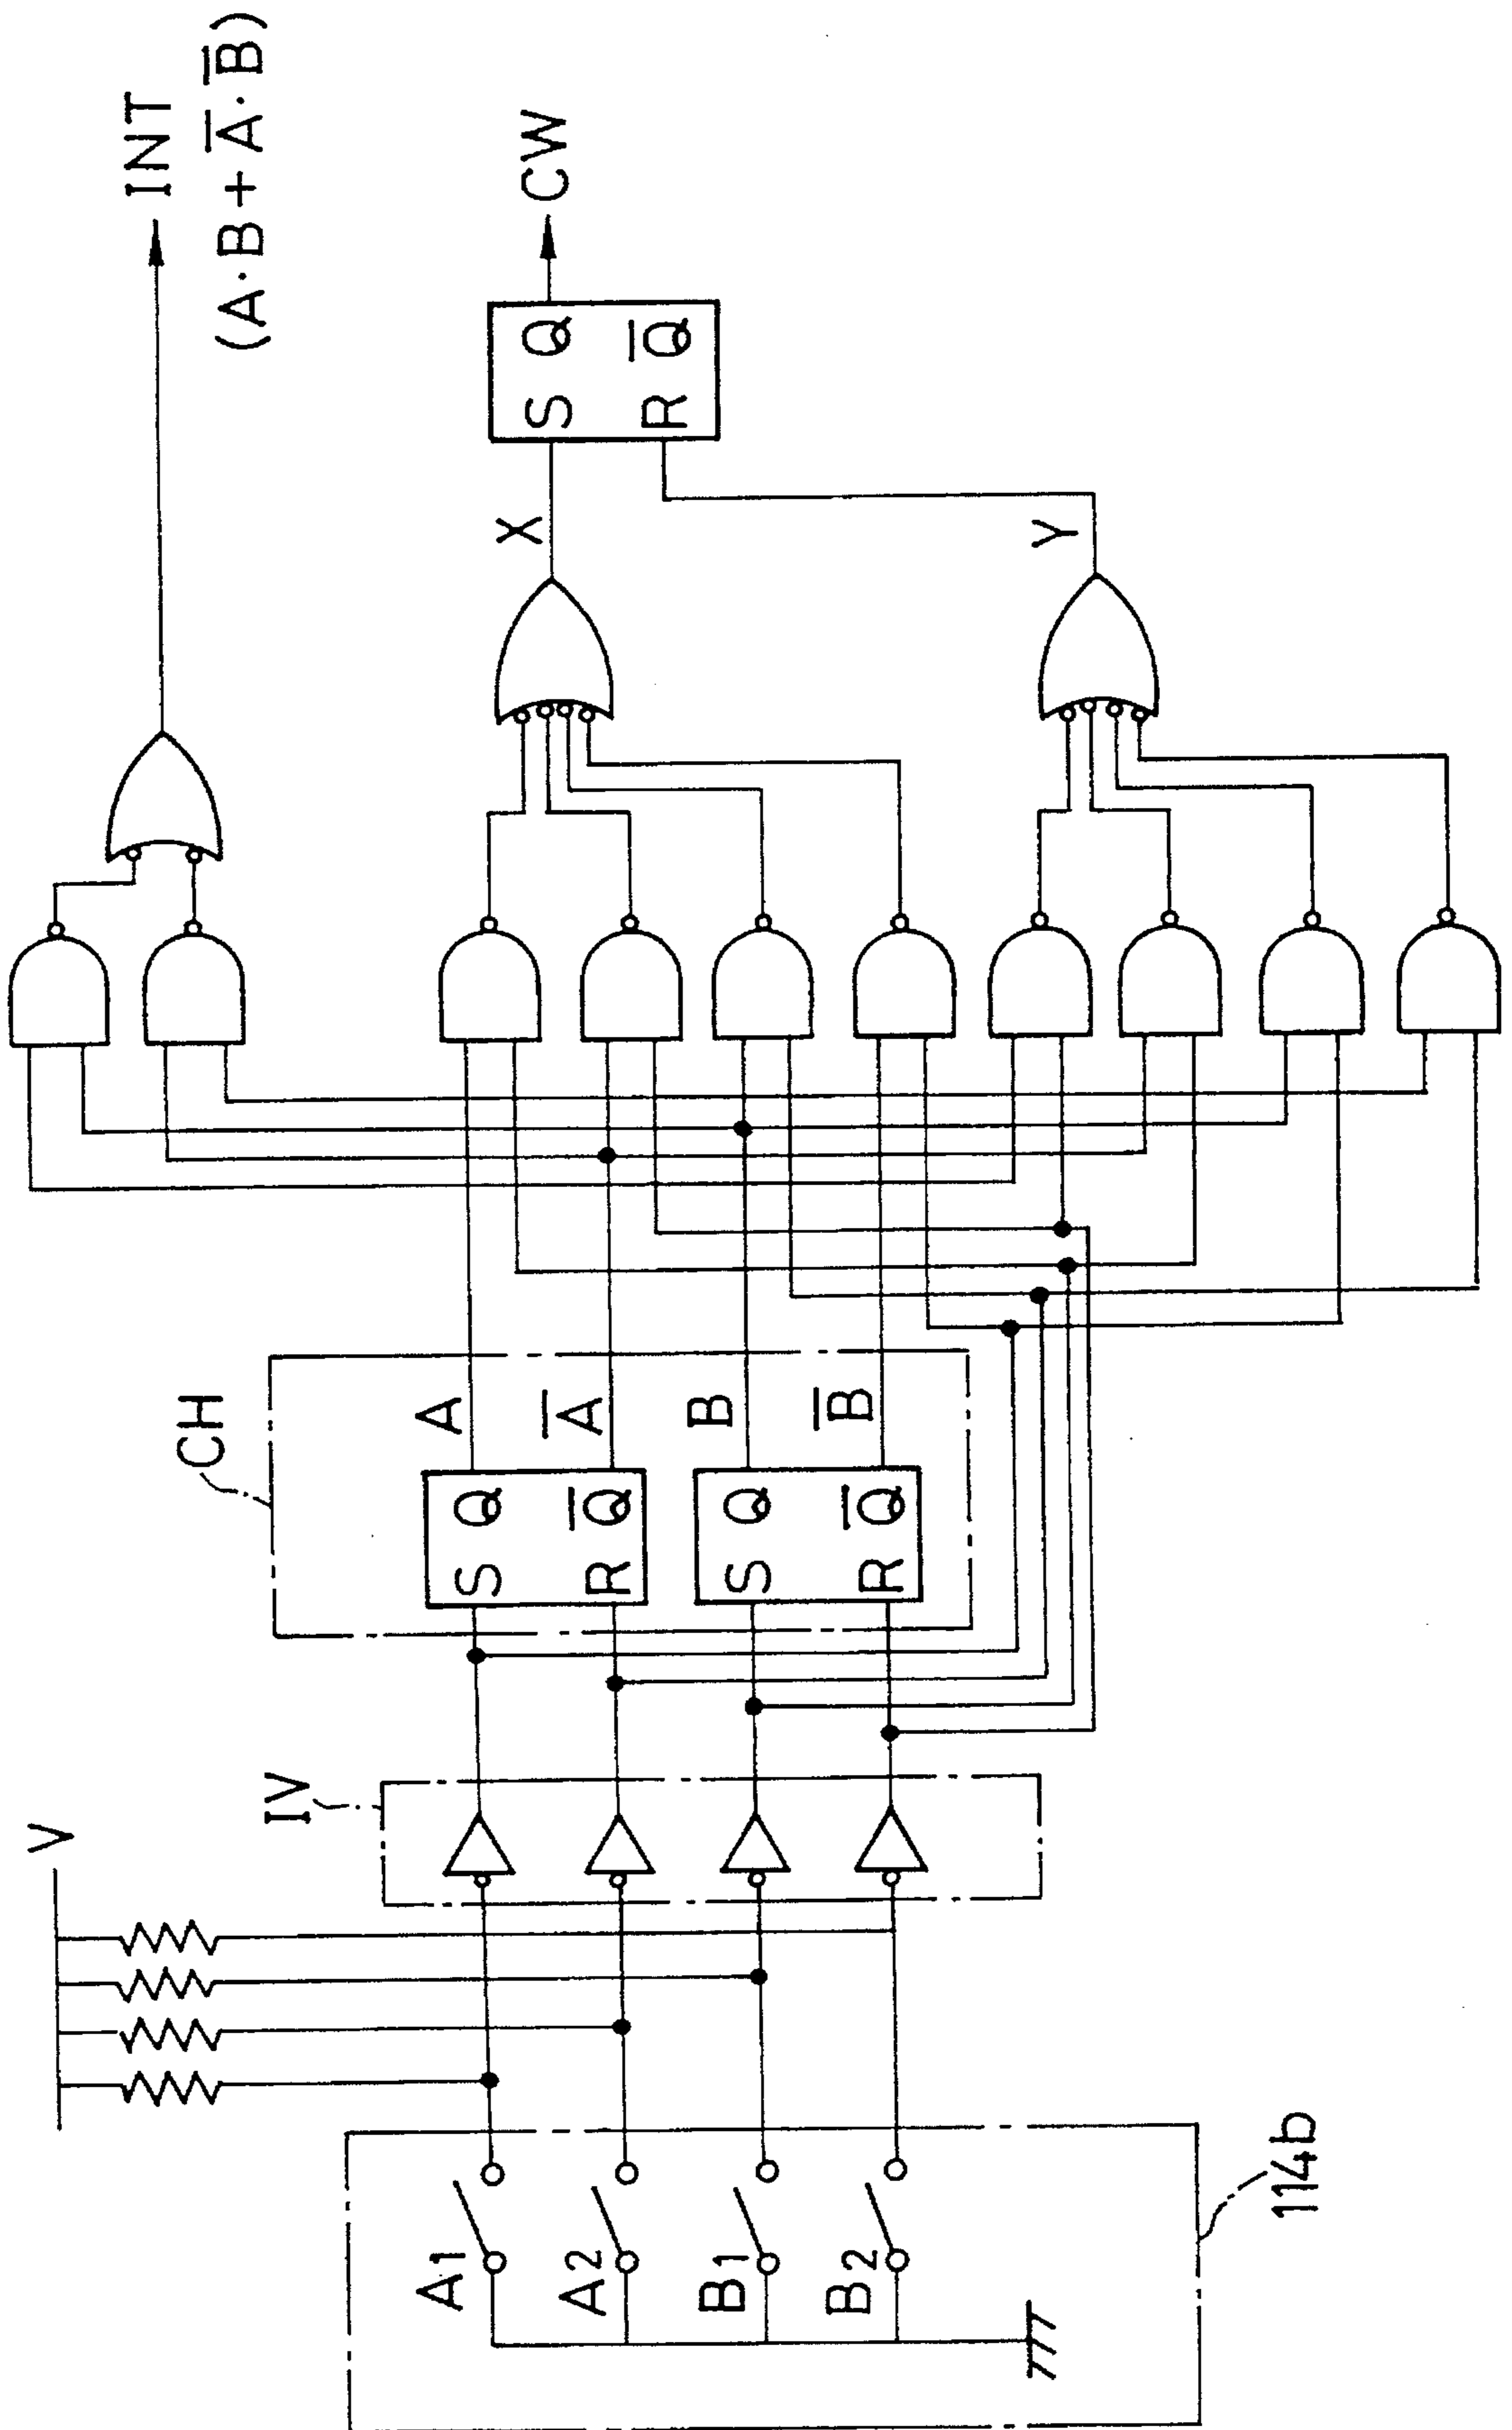 INT
(A·B+A̅·B̅)
CW
S Q
R Q̅
X
Y
CH
A
A̅
B
B̅
S Q
R Q̅
S Q
R Q̅
IV
V
A1
A2
B1
B2
114b